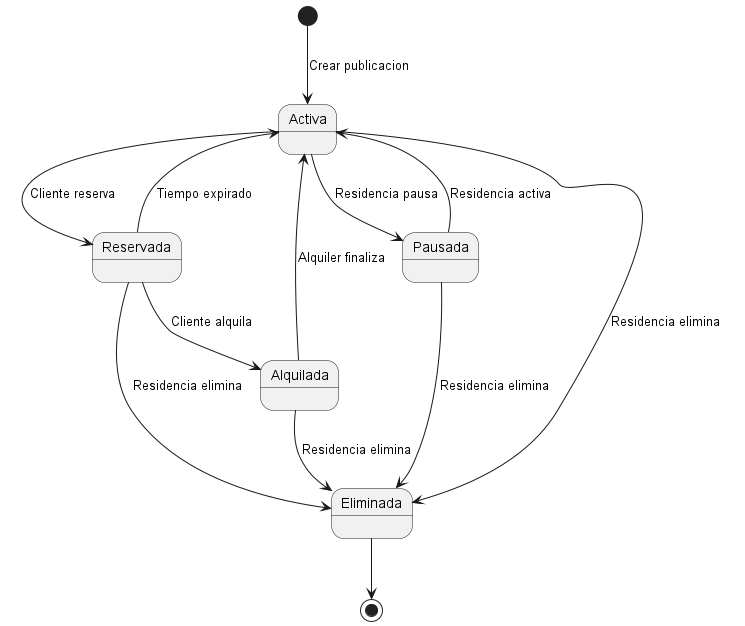 Crear publicacion
Activa
Cliente reserva
Tiempo expirado
Residencia pausa
Residencia activa
Reservada
Pausada
Alquiler finaliza
Cliente alquila
Residencia elimina
Alquilada
Residencia elimina
Residencia elimina
Residencia elimina
Eliminada